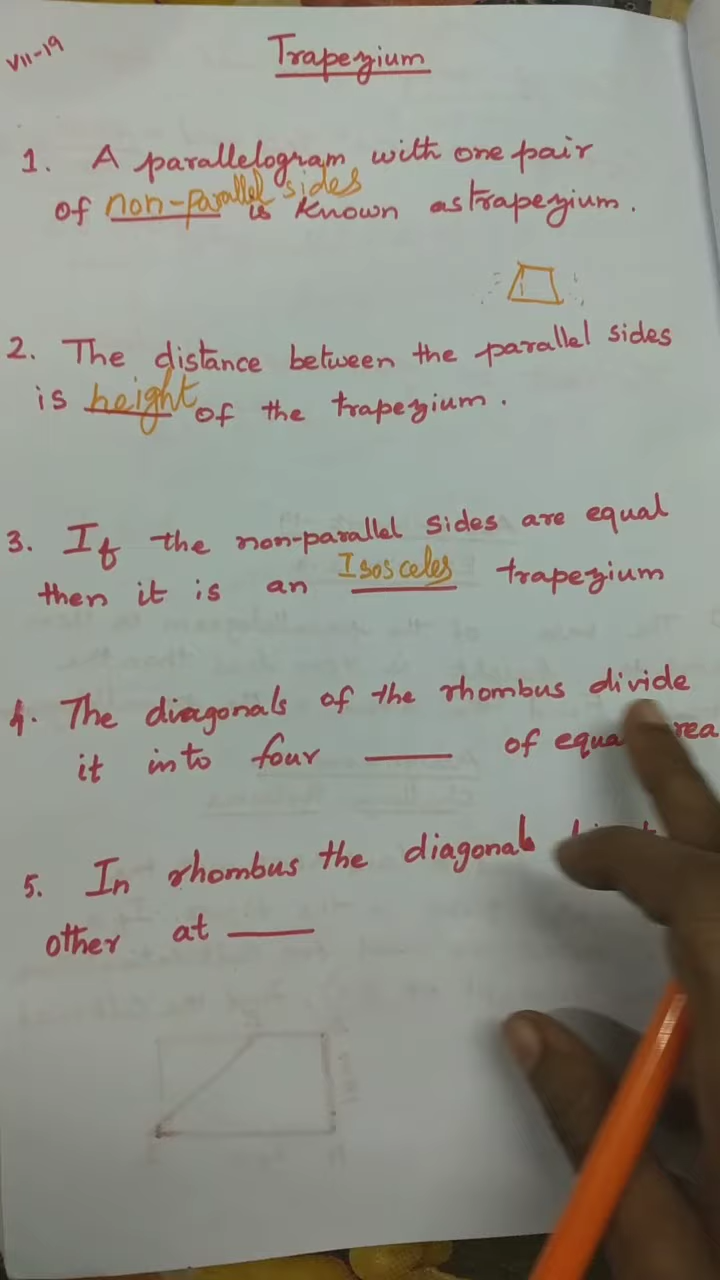 VII-19
Trapezium
1. A parallelogram with one pair
of non-parallel sides is known as trapezium.
2. The distance between the parallel sides
is height of the trapezium.
3. If the non-parallel sides are equal
then it is an Isosceles trapezium
4. The diagonals of the rhombus divide
it into four ____ of equal
5. In rhombus the diagonals
other at ____